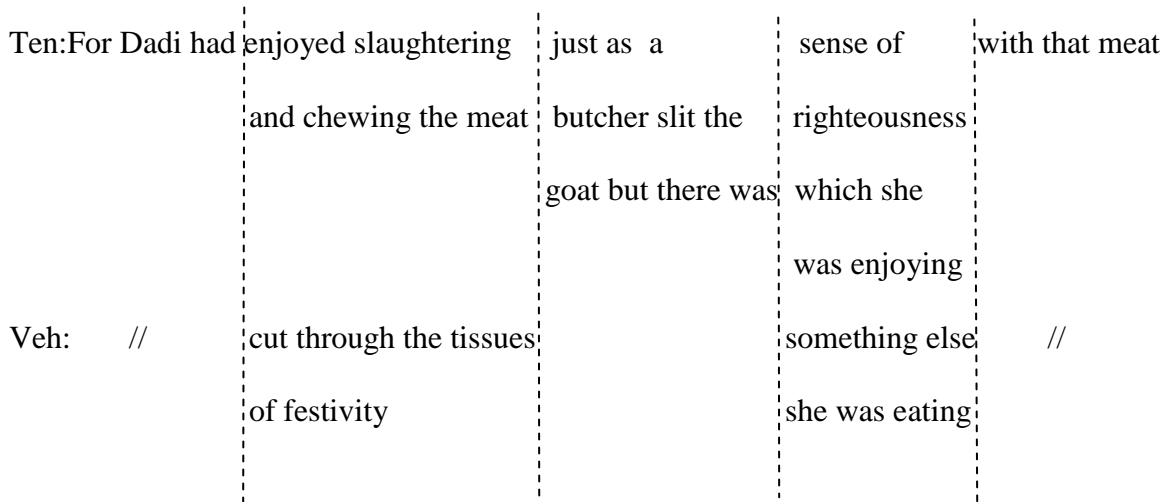 Ten:For Dadi had enjoyed slaughtering just as a sense of with that meat
and chewing the meat butcher slit the righteousness
goat but there was which she
was enjoying
Veh: // cut through the tissues something else //
of festivity she was eating